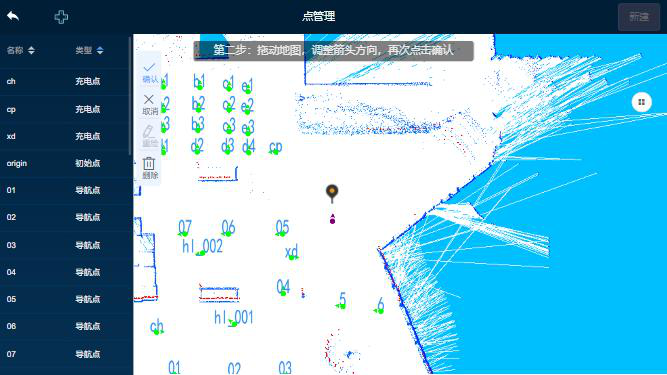 点管理
新建
名称 类型
ch 充电点
cp 充电点
xd 充电点
origin 初始点
01 导航点
02 导航点
03 导航点
04 导航点
05 导航点
06 导航点
07 导航点
第二步：拖动地图，调整箭头方向，再次点击确认
确认
取消
重绘
删除
b1 c1 e1
b2 c2 e2
b3 c3 e3
d2 d3 d4 cp
07 06 05
hl_002 xd
04
5 6
ch hl_001
01 02 03